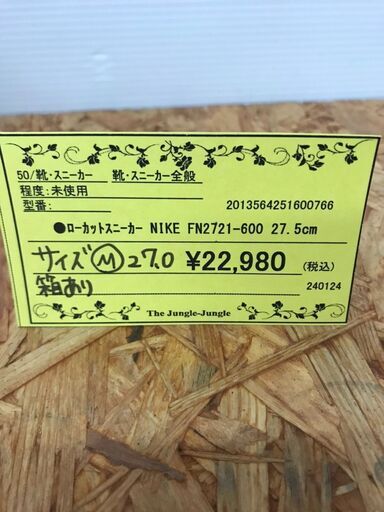 50/靴・スニーカー 靴・スニーカー全般
程度:未使用
型番: 2013564251600766
●ローカットスニーカー NIKE FN2721-600 27.5cm
サイズ Ⓜ 27.0 ¥22,980 (税込)
箱あり 240124
The Jungle-Jungle